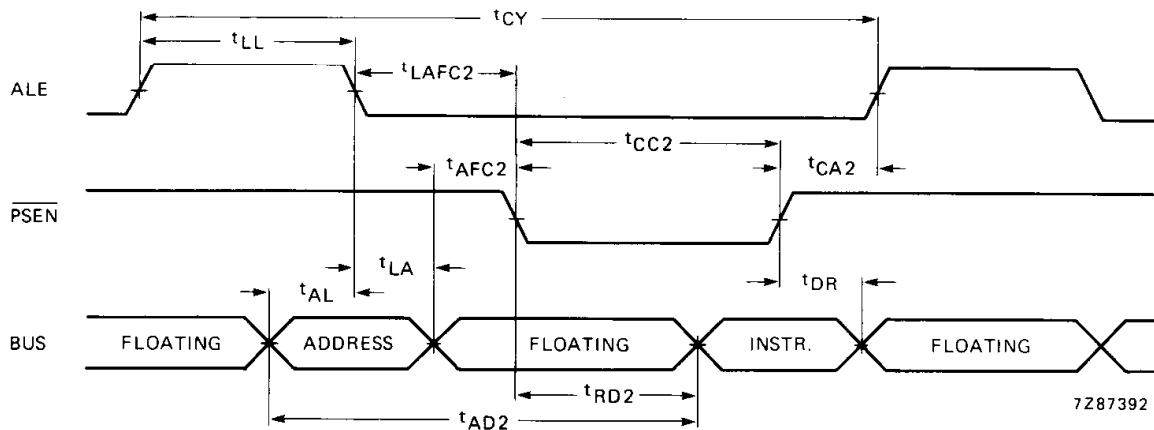 tCY
tLL
ALE
tLAFC2
tCC2
tAFC2
tCA2
PSEN
tLA
tAL
tDR
BUS
FLOATING
ADDRESS
FLOATING
INSTR.
FLOATING
tRD2
tAD2
7Z87392